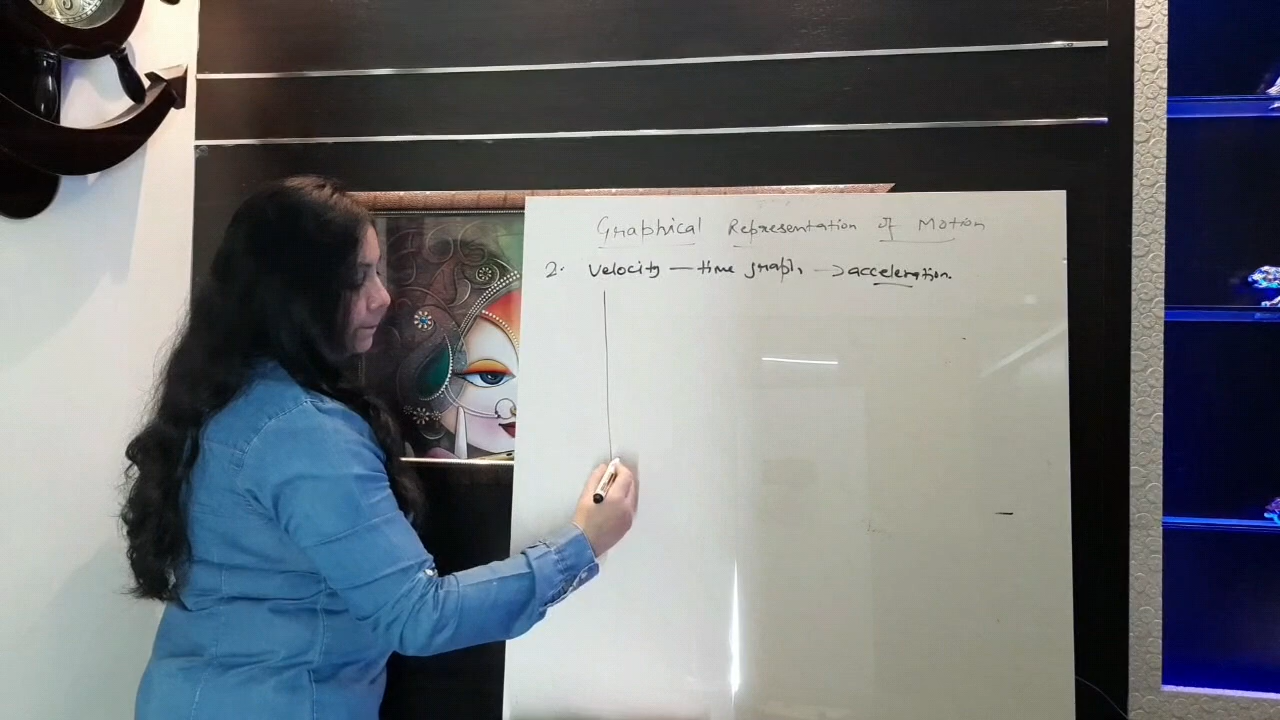 Graphical Representation of Motion
2. Velocity — time graph → acceleration.